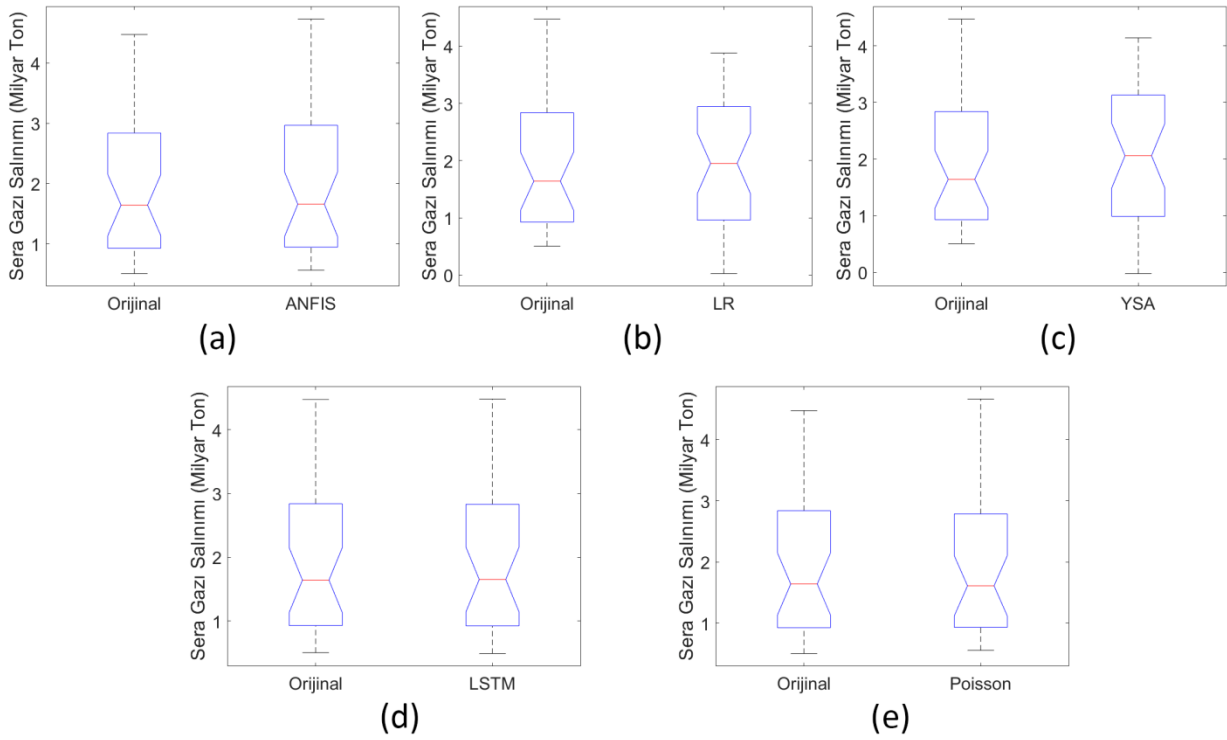 Sera Gazı Salınımı (Milyar Ton)
4
3
2
1
Orijinal ANFIS
(a)
Sera Gazı Salınımı (Milyar Ton)
4
3
2
1
0
Orijinal LR
(b)
Sera Gazı Salınımı (Milyar Ton)
4
3
2
1
0
Orijinal YSA
(c)
Sera Gazı Salınımı (Milyar Ton)
4
3
2
1
Orijinal LSTM
(d)
Sera Gazı Salınımı (Milyar Ton)
4
3
2
1
Orijinal Poisson
(e)